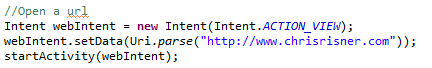 //Open a url
Intent webIntent = new Intent(Intent.ACTION_VIEW);
webIntent.setData(Uri.parse("http://www.chrisrisner.com"));
startActivity(webIntent);